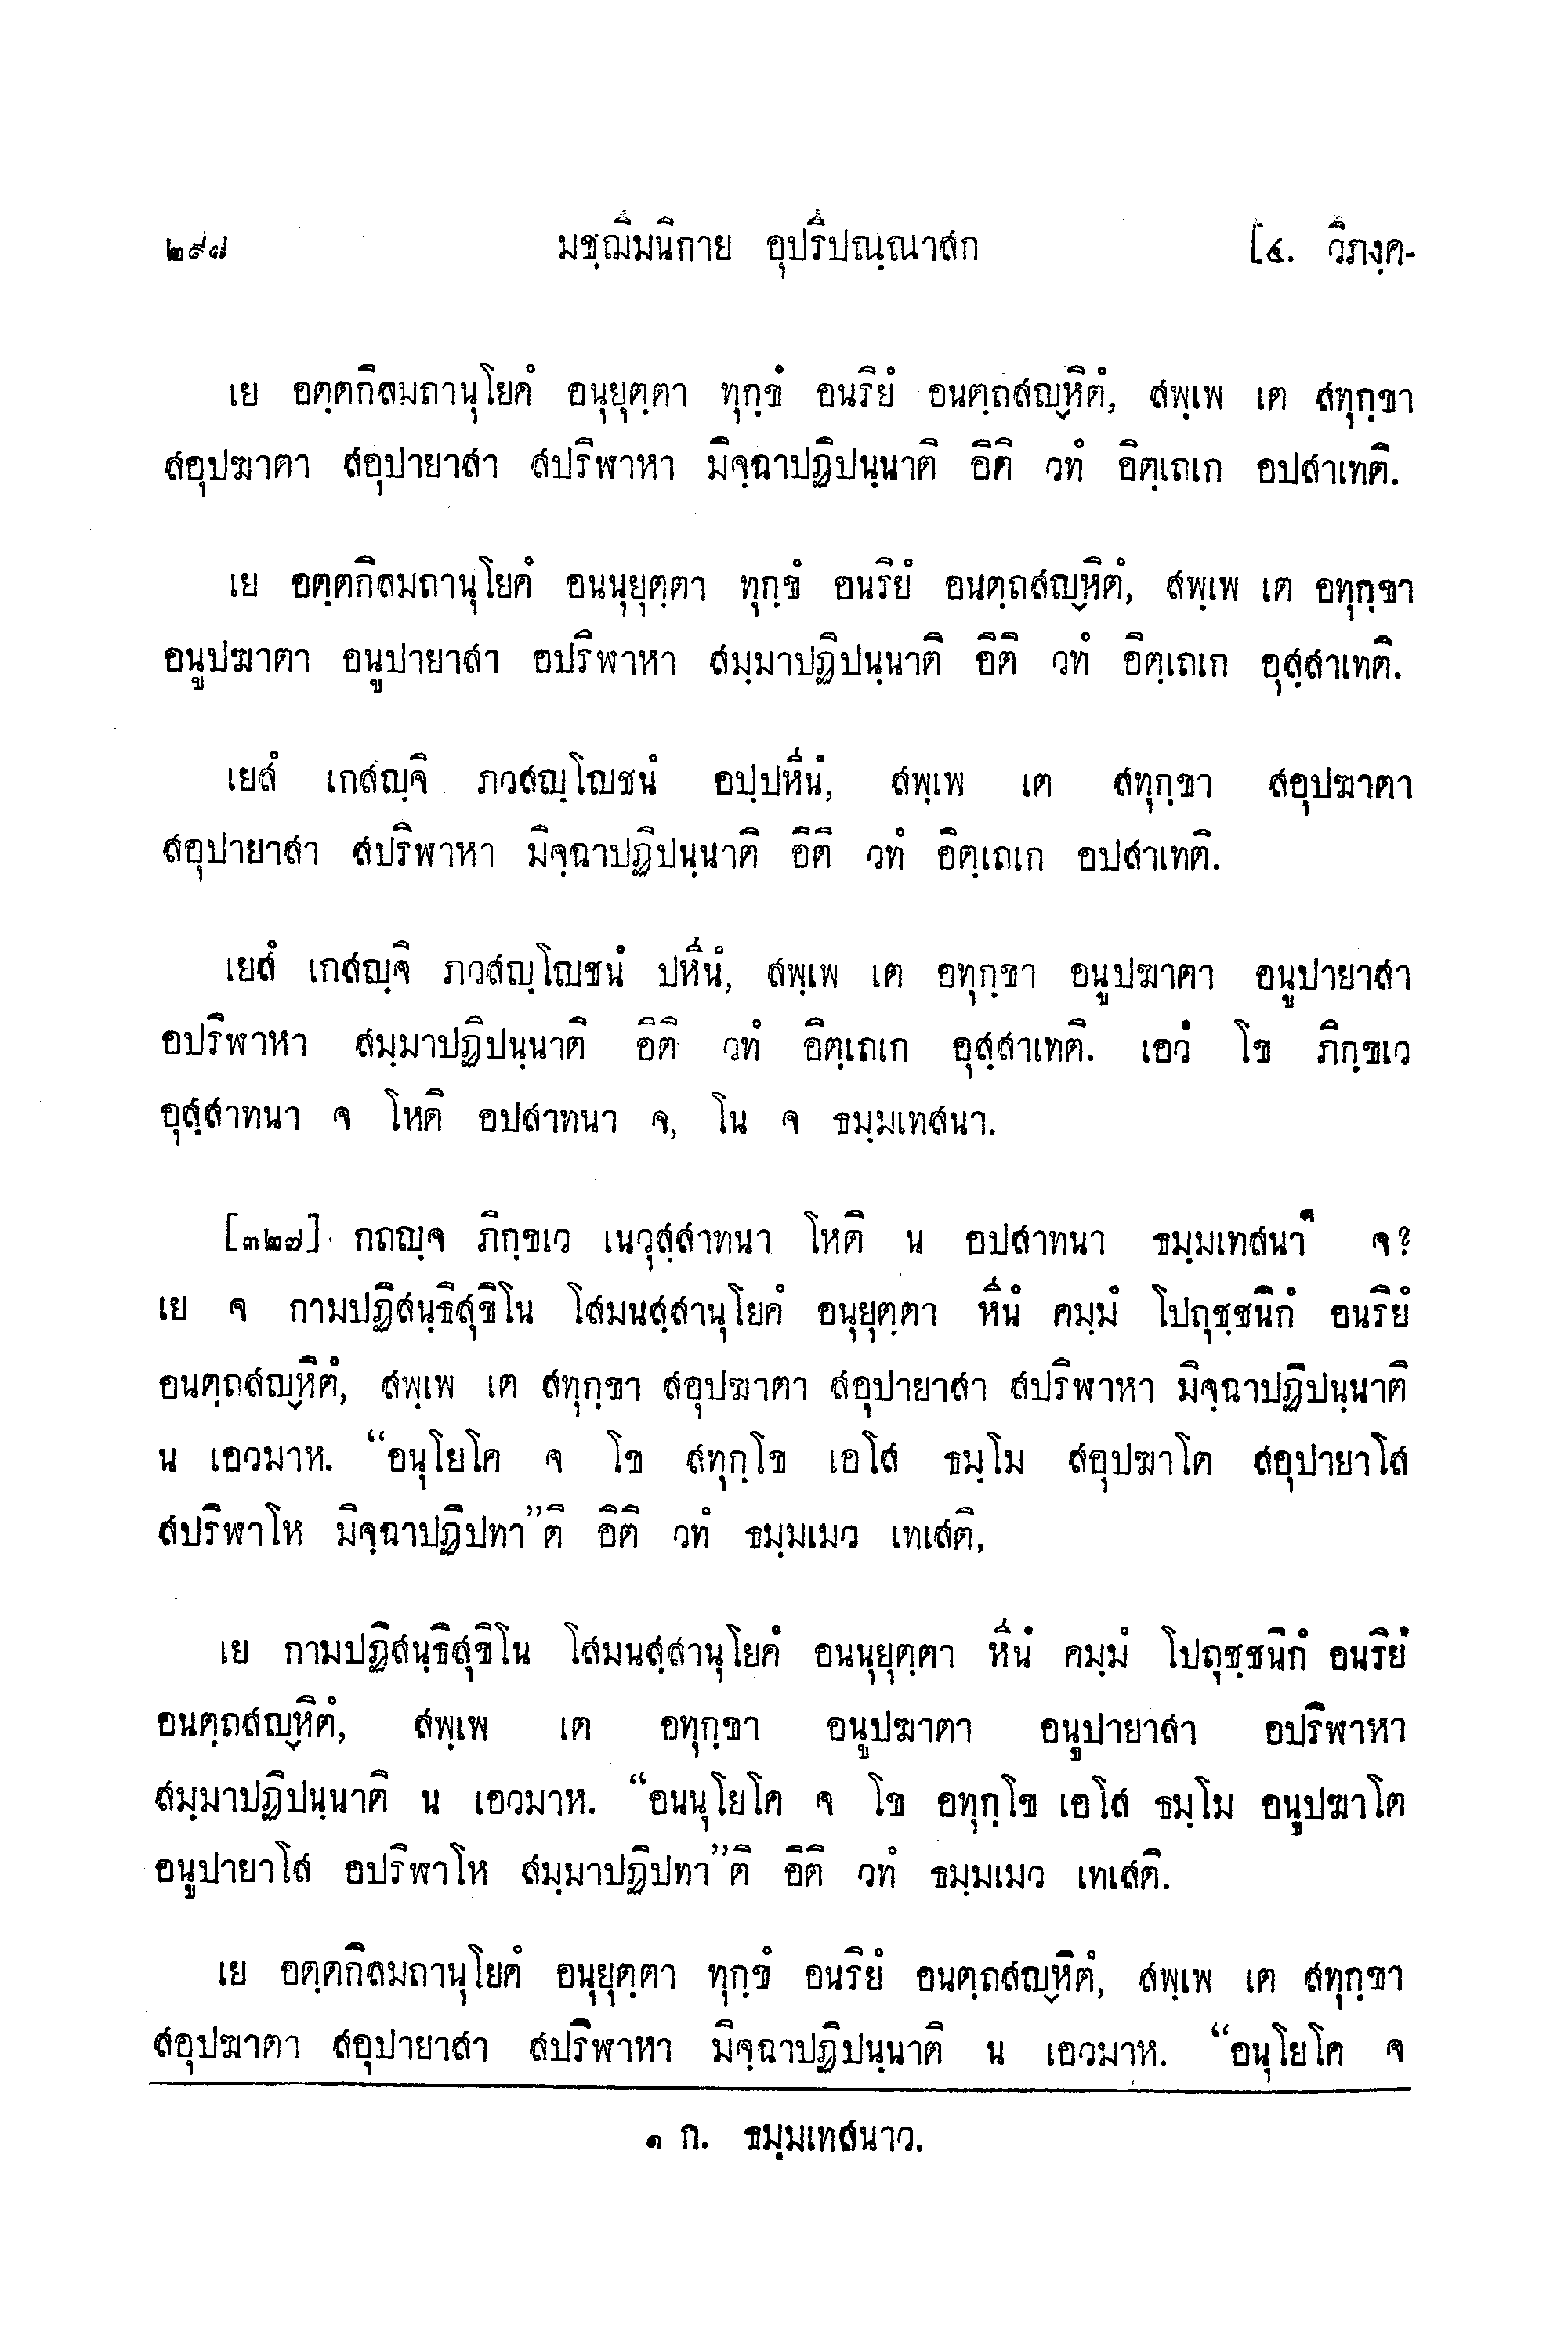 ๒๙๘ มชฺฌิมนิกาย อุปริปณฺณาสก [๔. วิภงฺค-
เย อตฺตกิลมถานุโยคํ อนุยุตฺตา ทุกฺขํ อนริยํ อนตฺถสญฺหิตํ, สพฺเพ เต สทุกฺขา
สอุปฆาตา สอุปายาสา สปริฬาหา มิจฺฉาปฏิปนฺนาติ อิติ วทํ อิตฺเถเก อปสาเทติ.
เย อตฺตกิลมถานุโยคํ อนนุยุตฺตา ทุกฺขํ อนริยํ อนตฺถสญฺหิตํ, สพฺเพ เต อทุกฺขา
อนูปฆาตา อนูปายาสา อปริฬาหา สมฺมาปฏิปนฺนาติ อิติ วทํ อิตฺเถเก อุสฺสาเทติ.
เยสํ เกสญฺจิ ภวสญฺโญชนํ อปฺปหีนํ, สพฺเพ เต สทุกฺขา สอุปฆาตา
สอุปายาสา สปริฬาหา มิจฺฉาปฏิปนฺนาติ อิติ วทํ อิตฺเถเก อปสาเทติ.
เยสํ เกสญฺจิ ภวสญฺโญชนํ ปหีนํ, สพฺเพ เต อทุกฺขา อนูปฆาตา อนูปายาสา
อปริฬาหา สมฺมาปฏิปนฺนาติ อิติ วทํ อิตฺเถเก อุสฺสาเทติ. เอวํ โข ภิกฺขเว
อุสฺสาทนา จ โหติ อปสาทนา จ, โน จ ธมฺมเทสนา.
[๓๒๗] กถญฺจ ภิกฺขเว เนวุสฺสาทนา โหติ น อปสาทนา ธมฺมเทสนา๑ จ?
เย จ กามปฏิสนฺธิสุขิโน โสมนสฺสานุโยคํ อนุยุตฺตา หีนํ คมฺมํ โปถุชฺชนิกํ อนริยํ
อนตฺถสญฺหิตํ, สพฺเพ เต สทุกฺขา สอุปฆาตา สอุปายาสา สปริฬาหา มิจฺฉาปฏิปนฺนาติ
น เอวมาห. “อนุโยโค จ โข สทุกฺโข เอโส ธมฺโม สอุปฆาโต สอุปายาโส
สปริฬาโห มิจฺฉาปฏิปทา”ติ อิติ วทํ ธมฺมเมว เทเสติ.
เย กามปฏิสนฺธิสุขิโน โสมนสฺสานุโยคํ อนนุยุตฺตา หีนํ คมฺมํ โปถุชฺชนิกํ อนริยํ
อนตฺถสญฺหิตํ, สพฺเพ เต อทุกฺขา อนูปฆาตา อนูปายาสา อปริฬาหา
สมฺมาปฏิปนฺนาติ น เอวมาห. “อนนุโยโค จ โข อทุกฺโข เอโส ธมฺโม อนูปฆาโต
อนูปายาโส อปริฬาโห สมฺมาปฏิปทา”ติ อิติ วทํ ธมฺมเมว เทเสติ.
เย อตฺตกิลมถานุโยคํ อนุยุตฺตา ทุกฺขํ อนริยํ อนตฺถสญฺหิตํ, สพฺเพ เต สทุกฺขา
สอุปฆาตา สอุปายาสา สปริฬาหา มิจฺฉาปฏิปนฺนาติ น เอวมาห. “อนุโยโค จ
๑ ก. ธมฺมเทสนาว.